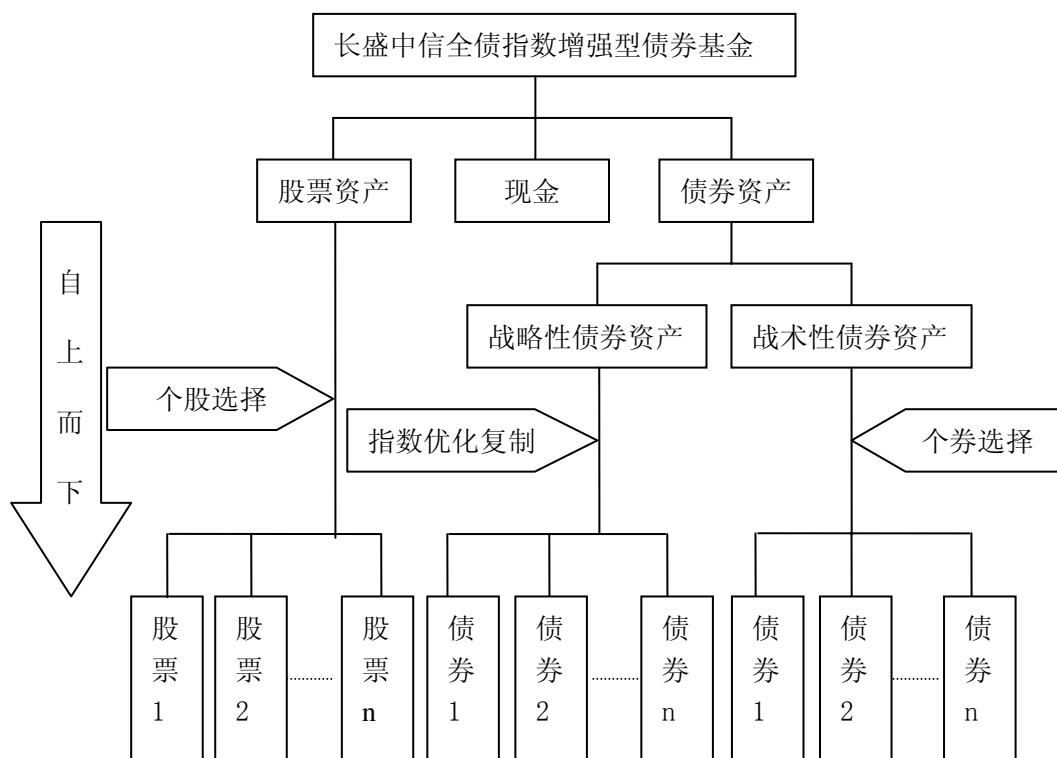 长盛中信全债指数增强型债券基金
股票资产
现金
债券资产
自上而下
战略性债券资产
战术性债券资产
个股选择
指数优化复制
个券选择
股票1
股票2
………
股票n
债券1
债券2
………
债券n
债券1
债券2
………
债券n